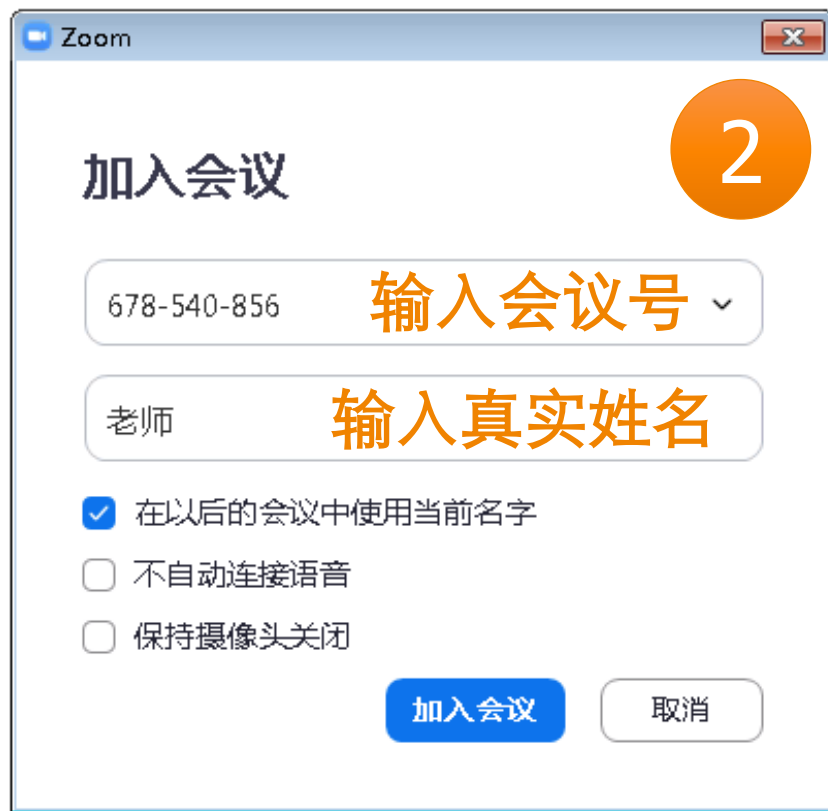 Zoom
2
加入会议
678-540-856 输入会议号
老师 输入真实姓名
在以后的会议中使用当前名字
不自动连接语音
保持摄像头关闭
加入会议 取消